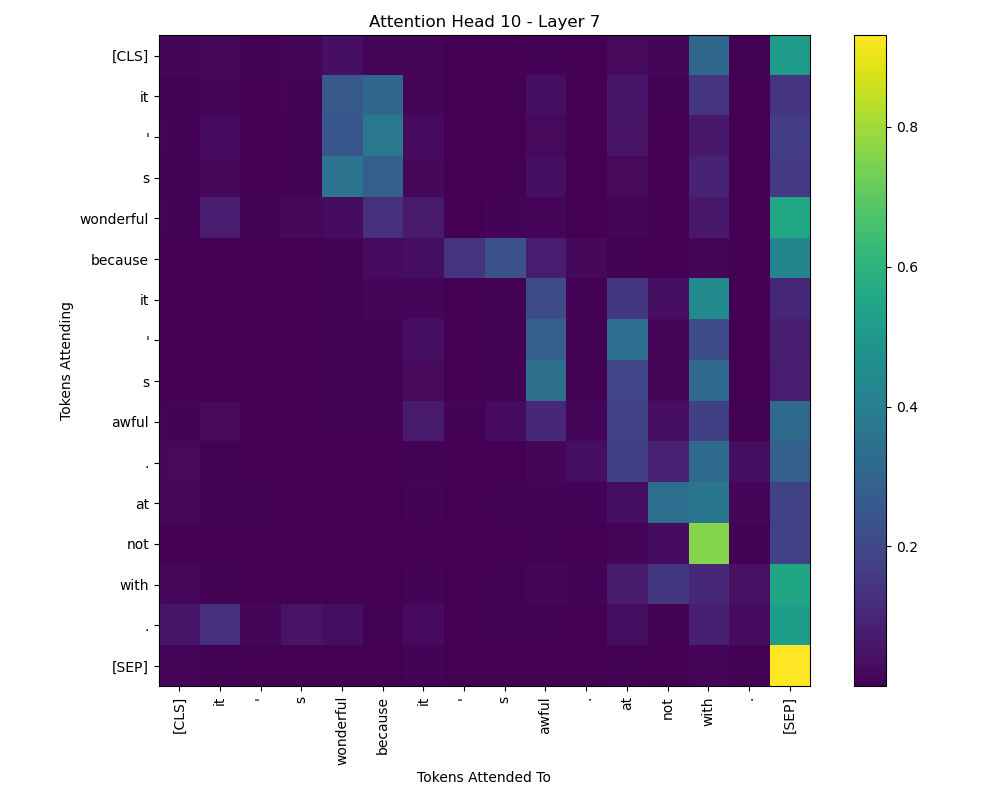 Attention Head 10 - Layer 7
[CLS]
it
'
s
wonderful
because
it
'
s
awful
.
at
not
with
.
[SEP]
Tokens Attending
[CLS]
it
'
s
wonderful
because
it
'
s
awful
.
at
not
with
.
[SEP]
Tokens Attended To
0.8
0.6
0.4
0.2